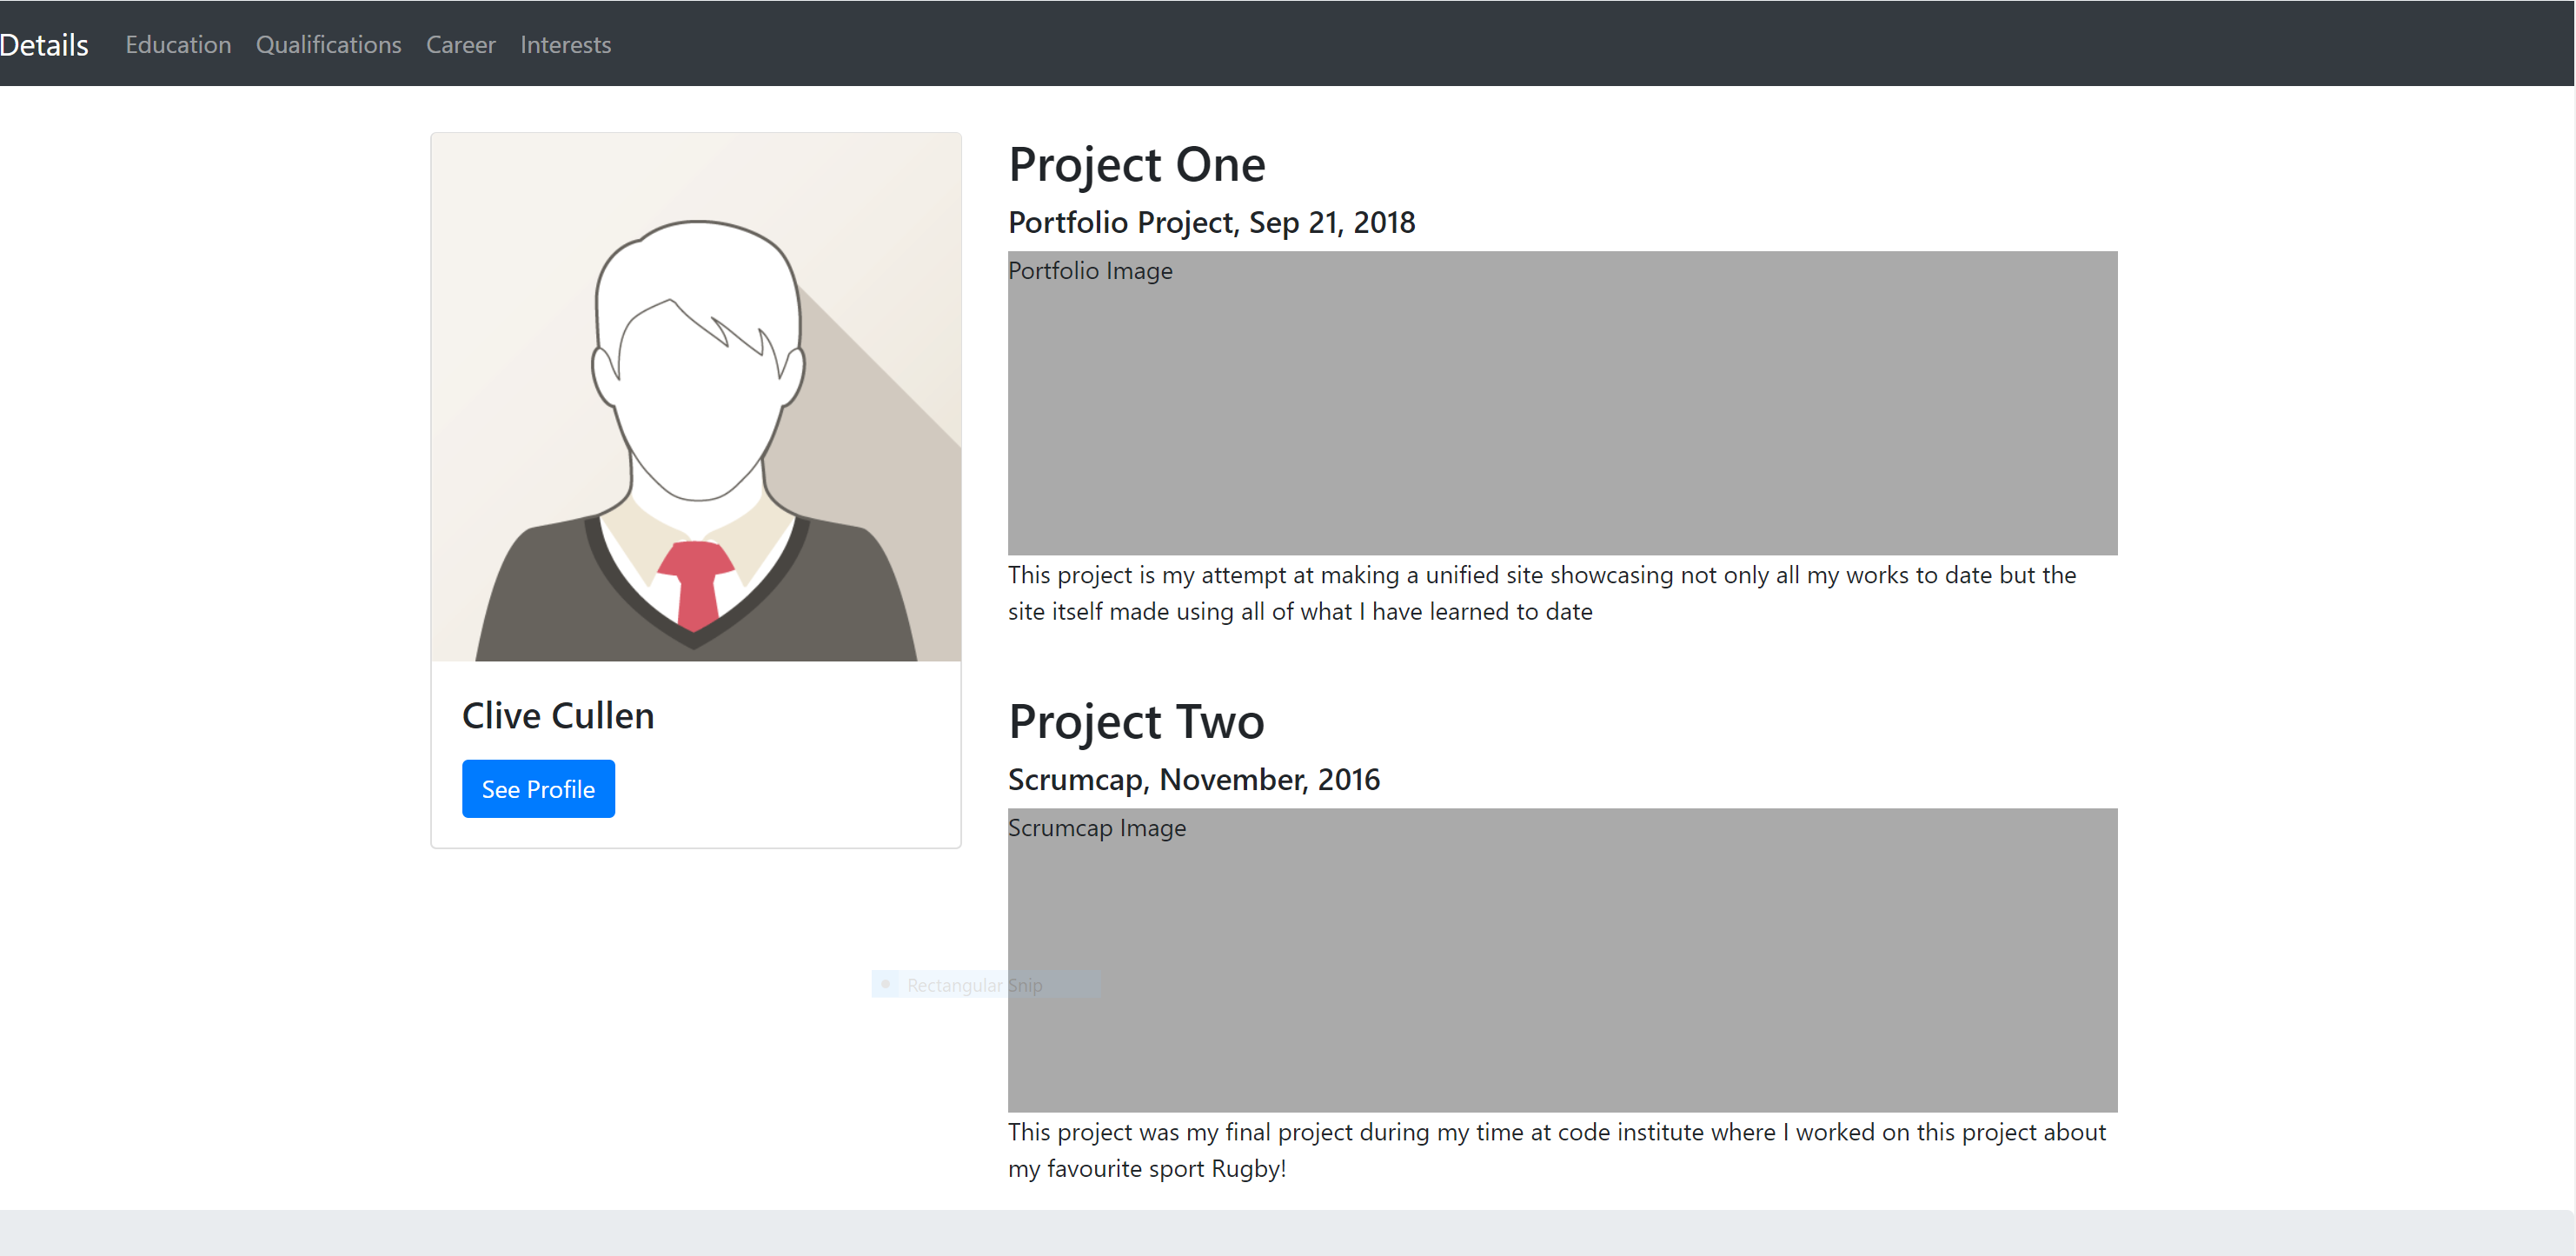 Details Education Qualifications Career Interests
Clive Cullen
See Profile
Project One
Portfolio Project, Sep 21, 2018
Portfolio Image
This project is my attempt at making a unified site showcasing not only all my works to date but the
site itself made using all of what I have learned to date
Project Two
Scrumcap, November, 2016
Scrumcap Image
Rectangular Snip
This project was my final project during my time at code institute where I worked on this project about
my favourite sport Rugby!